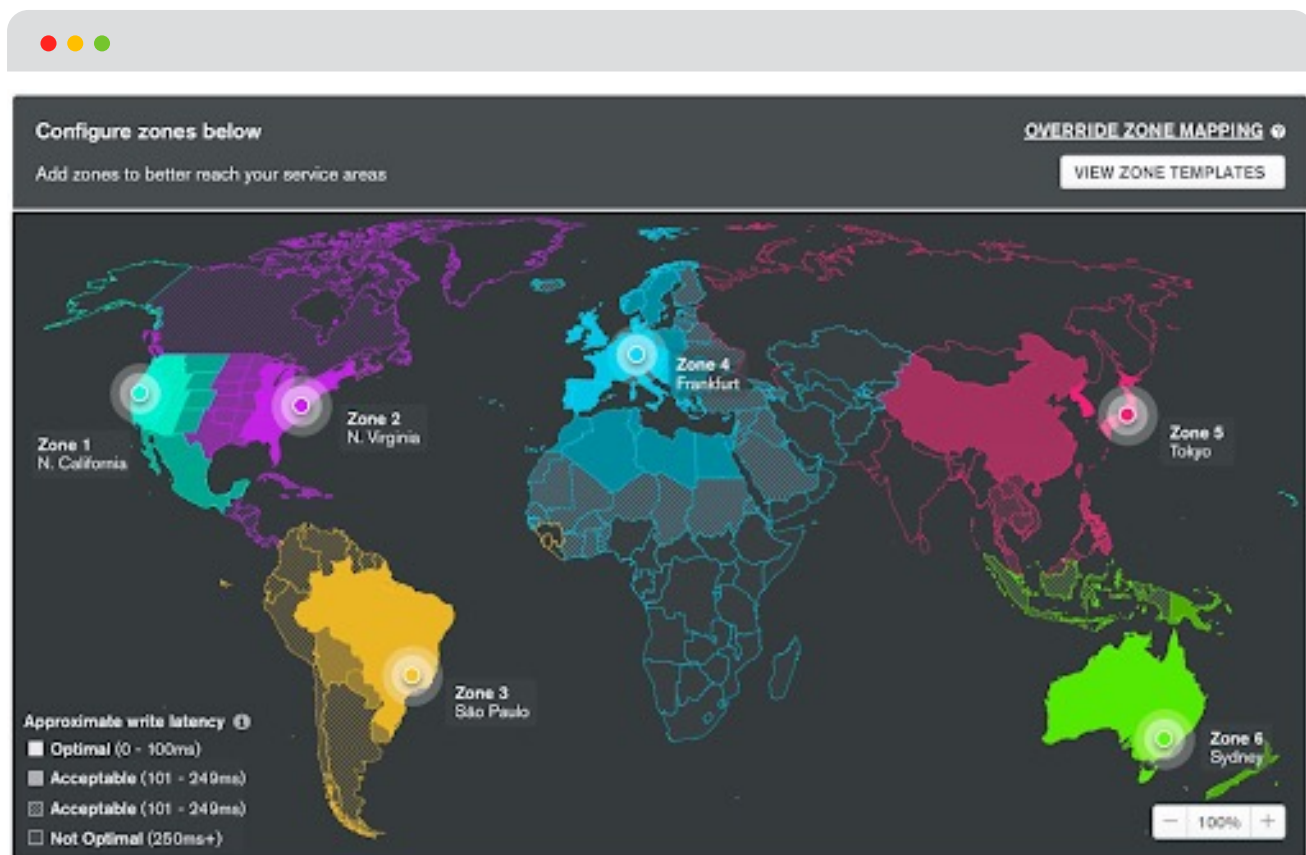 Configure zones below
OVERRIDE ZONE MAPPING
Add zones to better reach your service areas
VIEW ZONE TEMPLATES
Zone 1
N. California
Zone 2
N. Virginia
Zone 4
Frankfurt
Zone 5
Tokyo
Zone 3
São Paulo
Zone 6
Sydney
Approximate write latency
Optimal (0 - 100ms)
Acceptable (101 - 249ms)
Acceptable (101 - 249ms)
Not Optimal (250ms+)
− 100% +